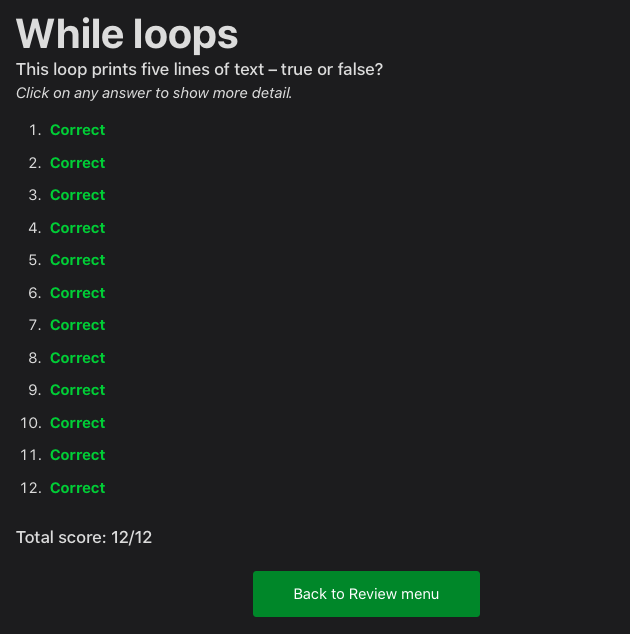 While loops
This loop prints five lines of text – true or false?
Click on any answer to show more detail.
1. Correct
2. Correct
3. Correct
4. Correct
5. Correct
6. Correct
7. Correct
8. Correct
9. Correct
10. Correct
11. Correct
12. Correct
Total score: 12/12
Back to Review menu